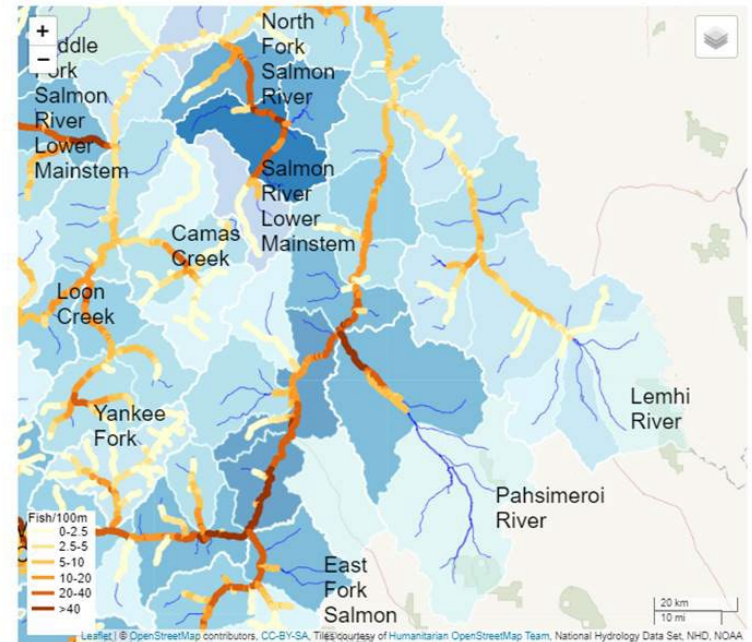 +
−
North
Fork
Salmon
River
Fork
Salmon
River
Lower
Mainstem
Salmon
River
Lower
Mainstem
Camas
Creek
Loon
Creek
Yankee
Fork
Lemhi
River
Pahsimeroi
River
East
Fork
Salmon
Fish/100m
0-2.5
2.5-5
5-10
10-20
20-40
>40
20 km
10 mi
Leaflet | © OpenStreetMap contributors, CC-BY-SA, Tiles courtesy of Humanitarian OpenStreetMap Team, National Hydrology Data Set, NHD, NOAA